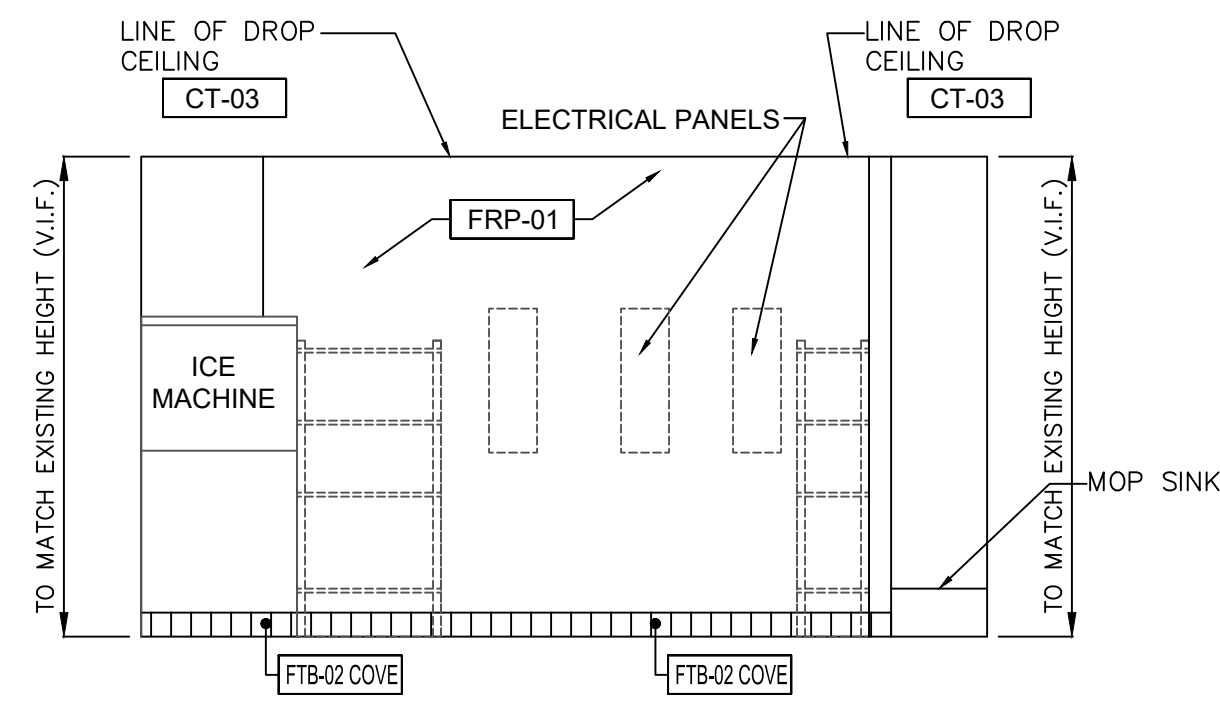 LINE OF DROP
CEILING
CT-03
LINE OF DROP
CEILING
CT-03
ELECTRICAL PANELS
FRP-01
TO MATCH EXISTING HEIGHT (V.I.F.)
ICE
MACHINE
TO MATCH EXISTING HEIGHT (V.I.F.)
MOP SINK
FTB-02 COVE
FTB-02 COVE